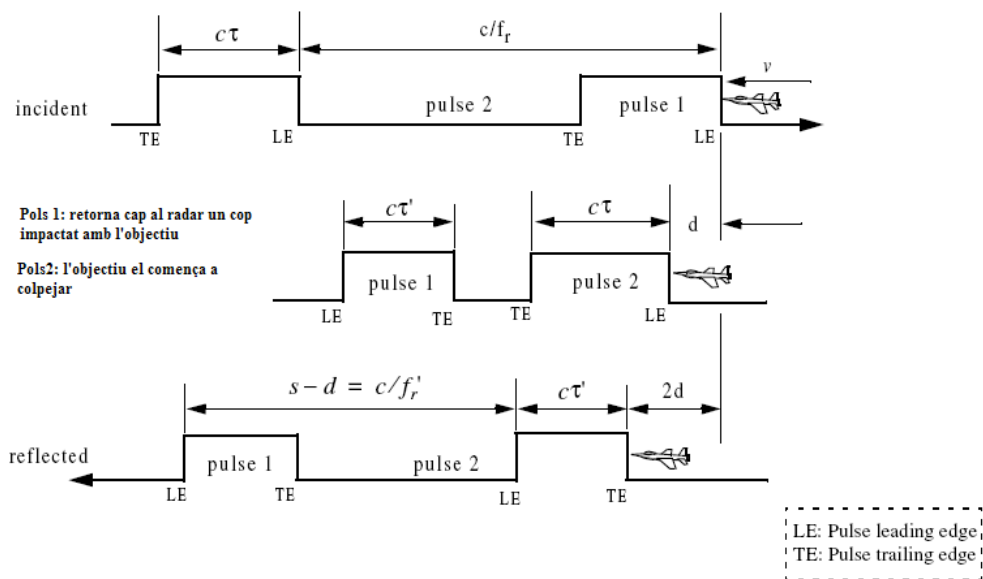 cτ
c/fr
v
incident
pulse 2
pulse 1
TE
LE
TE
LE
Pols 1: retorna cap al radar un cop
impactat amb l'objectiu
Pols2: l'objectiu el comença a
colpejar
cτ'
cτ
d
pulse 1
pulse 2
LE
TE
TE
LE
s – d = c/fr'
cτ'
2d
reflected
pulse 1
pulse 2
LE
TE
LE
TE
LE: Pulse leading edge
TE: Pulse trailing edge